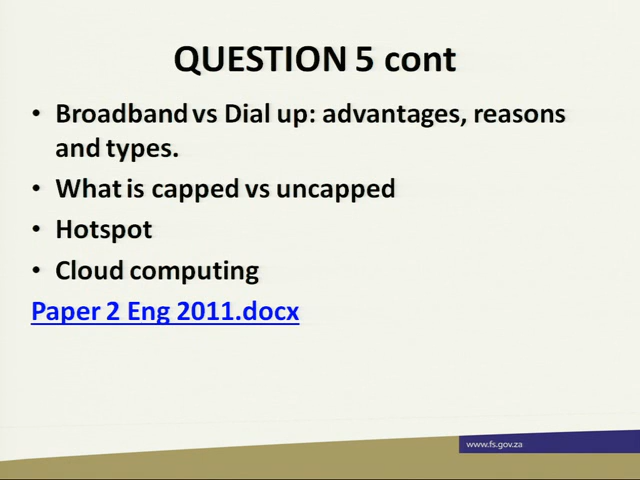 QUESTION 5 cont
• Broadband vs Dial up: advantages, reasons
and types.
• What is capped vs uncapped
• Hotspot
• Cloud computing
Paper 2 Eng 2011.docx
www.fs.gov.za